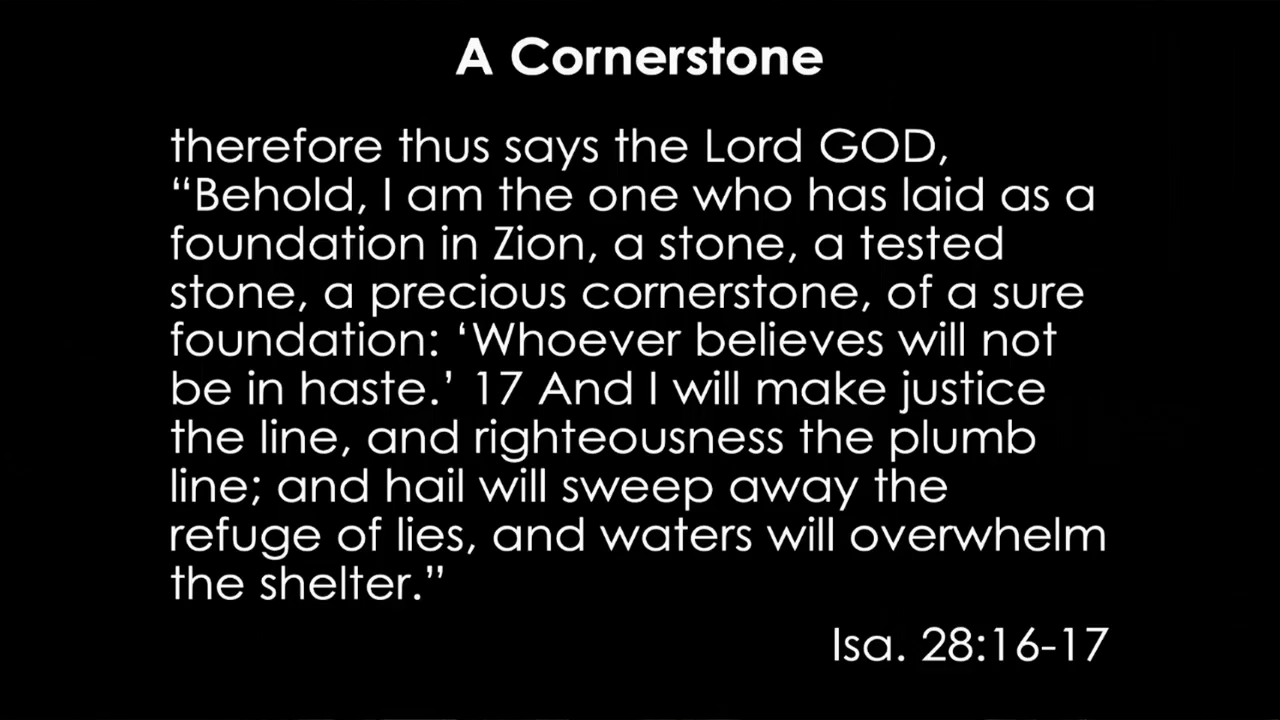 A Cornerstone
therefore thus says the Lord GOD,
“Behold, I am the one who has laid as a
foundation in Zion, a stone, a tested
stone, a precious cornerstone, of a sure
foundation: ‘Whoever believes will not
be in haste.’ 17 And I will make justice
the line, and righteousness the plumb
line; and hail will sweep away the
refuge of lies, and waters will overwhelm
the shelter.”
Isa. 28:16-17